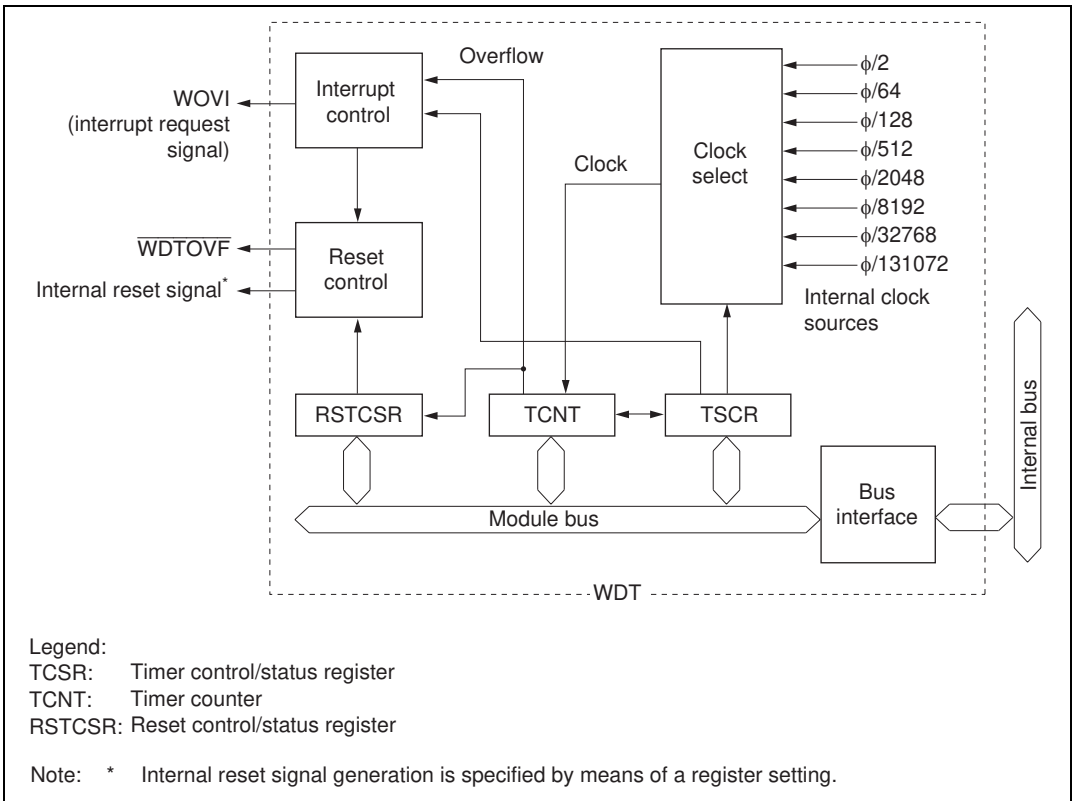 Overflow
Interrupt
control
WOVI
(interrupt request
signal)
Clock
Clock
select
ϕ/2
ϕ/64
ϕ/128
ϕ/512
ϕ/2048
ϕ/8192
ϕ/32768
ϕ/131072
Internal clock
sources
WDTOVF
Internal reset signal*
Reset
control
RSTCSR
TCNT
TSCR
Module bus
Bus
interface
Internal bus
WDT
Legend:
TCSR: Timer control/status register
TCNT: Timer counter
RSTCSR: Reset control/status register
Note: * Internal reset signal generation is specified by means of a register setting.